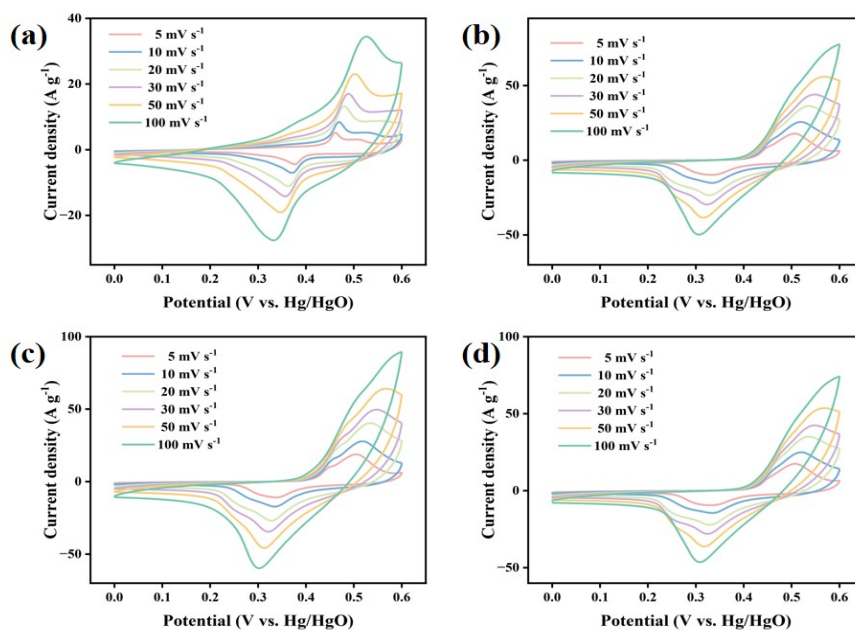 (a)
5 mV s⁻¹
10 mV s⁻¹
20 mV s⁻¹
30 mV s⁻¹
50 mV s⁻¹
100 mV s⁻¹
40
20
0
−20
Current density (A g⁻¹)
0.0 0.1 0.2 0.3 0.4 0.5 0.6
Potential (V vs. Hg/HgO)
(b)
5 mV s⁻¹
10 mV s⁻¹
20 mV s⁻¹
30 mV s⁻¹
50 mV s⁻¹
100 mV s⁻¹
50
0
−50
Current density (A g⁻¹)
0.0 0.1 0.2 0.3 0.4 0.5 0.6
Potential (V vs. Hg/HgO)
(c)
5 mV s⁻¹
10 mV s⁻¹
20 mV s⁻¹
30 mV s⁻¹
50 mV s⁻¹
100 mV s⁻¹
100
50
0
−50
Current density (A g⁻¹)
0.0 0.1 0.2 0.3 0.4 0.5 0.6
Potential (V vs. Hg/HgO)
(d)
5 mV s⁻¹
10 mV s⁻¹
20 mV s⁻¹
30 mV s⁻¹
50 mV s⁻¹
100 mV s⁻¹
100
50
0
−50
Current density (A g⁻¹)
0.0 0.1 0.2 0.3 0.4 0.5 0.6
Potential (V vs. Hg/HgO)